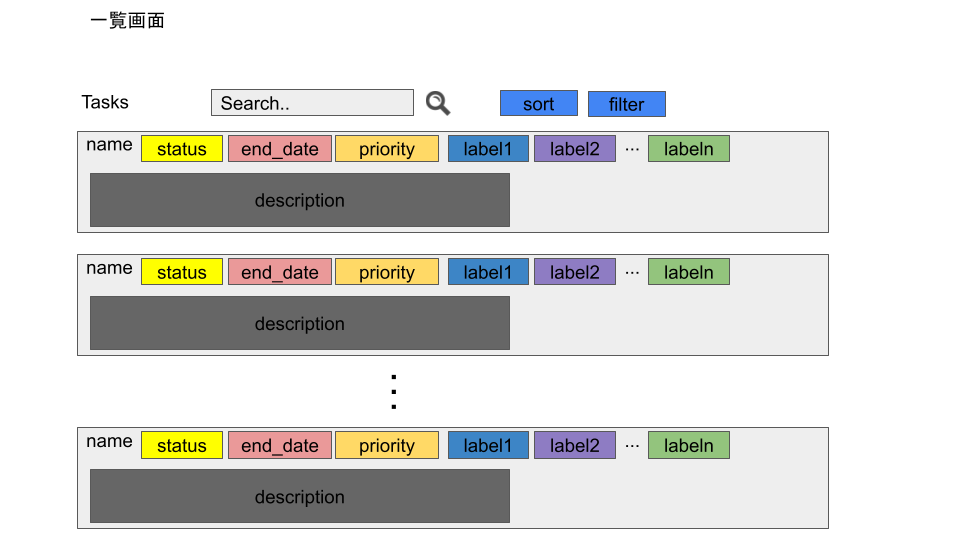 一覧画面
Tasks Search.. sort filter
name status end_date priority label1 label2 ... labeln
description
name status end_date priority label1 label2 ... labeln
description
⋮
name status end_date priority label1 label2 ... labeln
description